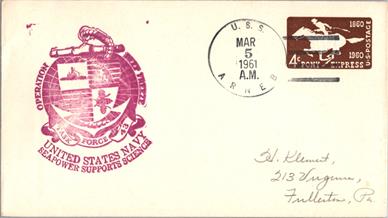 U.S.S.
MAR
5
1961
A.M.
ARNEB
1860
1960
4¢ PONY EXPRESS
U.S. POSTAGE
OPERATION
TASK FORCE 43
UNITED STATES NAVY
SEAPOWER SUPPORTS SCIENCE
H. Klemert,
213 Virginia,
Fullerton, Pa.